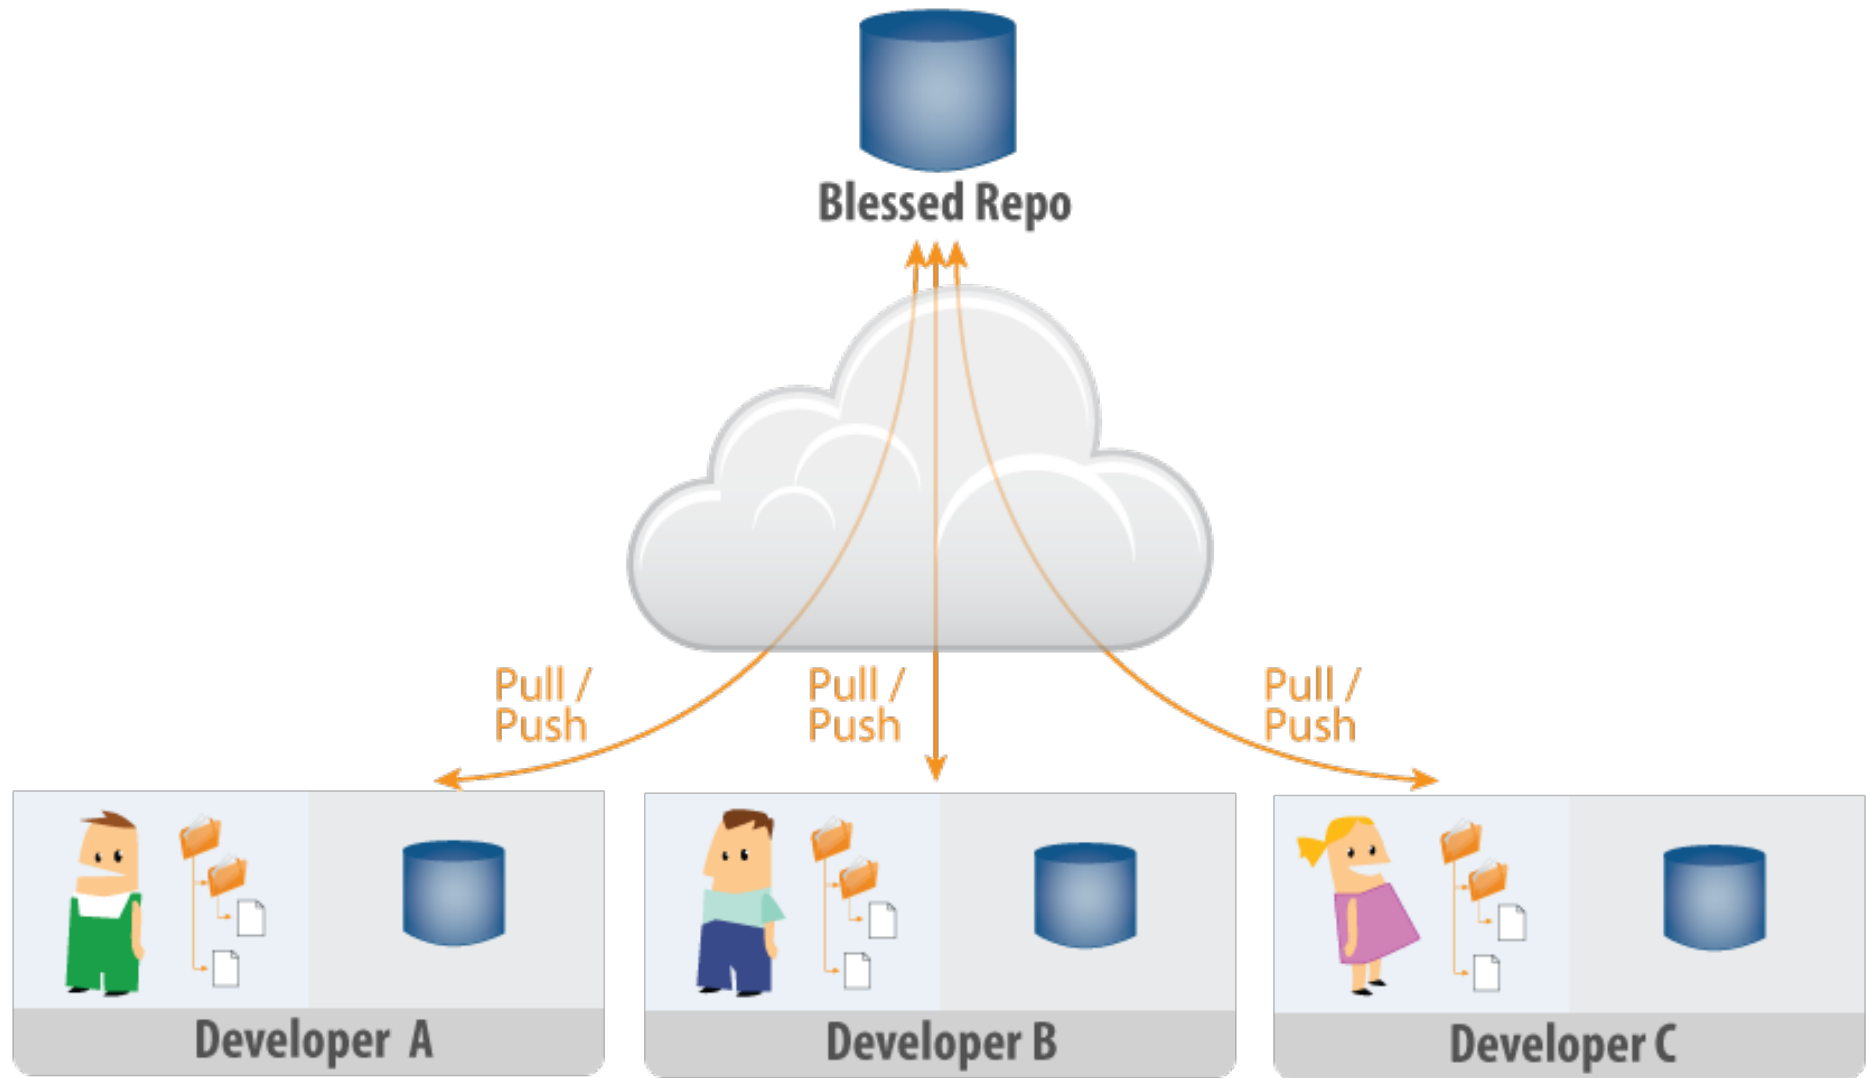 Blessed Repo
Pull /
Push
Pull /
Push
Pull /
Push
Developer A
Developer B
Developer C